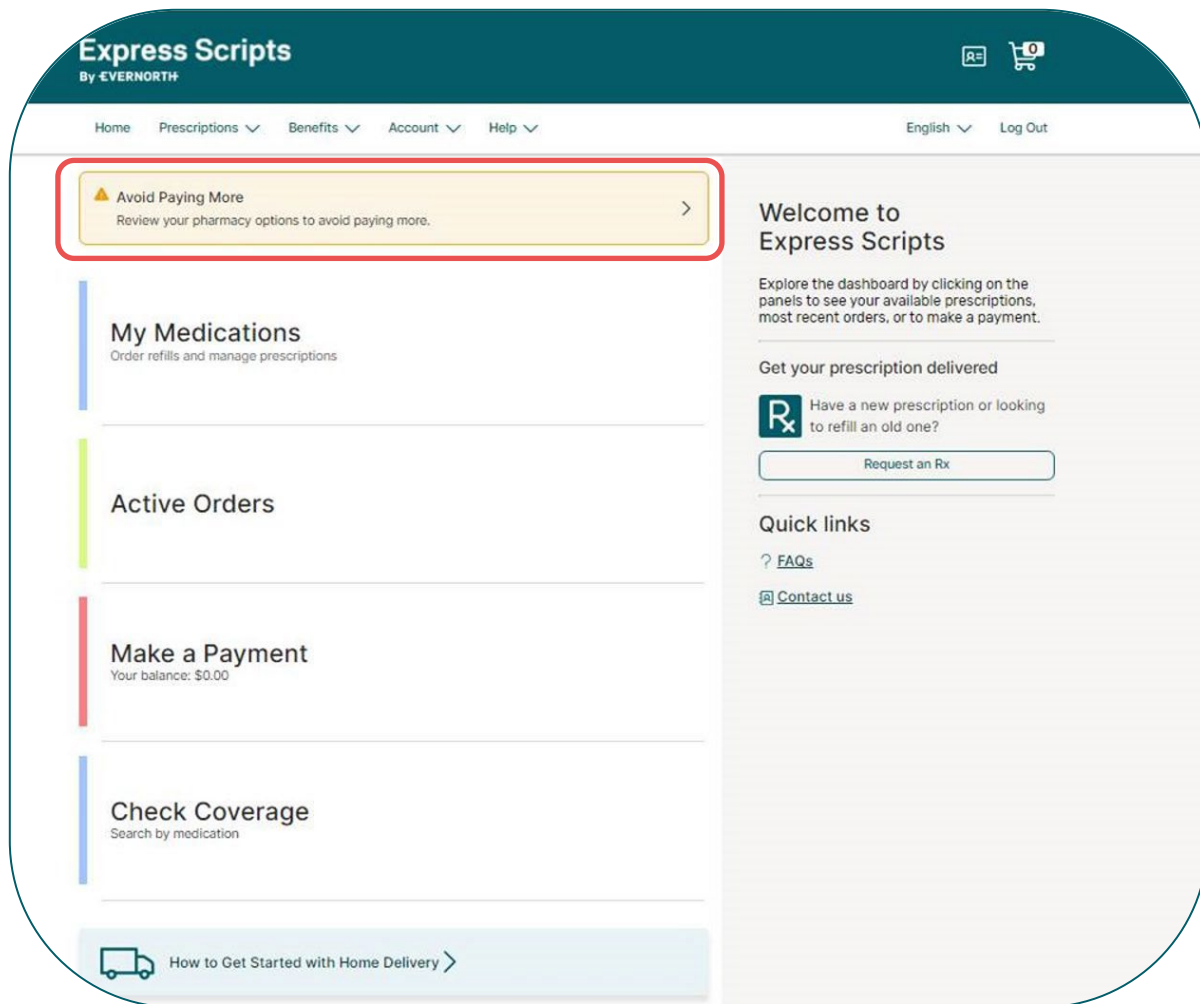 Express Scripts
By EVERNORTH
0
Home Prescriptions Benefits Account Help English Log Out
Avoid Paying More
Review your pharmacy options to avoid paying more.
My Medications
Order refills and manage prescriptions
Active Orders
Make a Payment
Your balance: $0.00
Check Coverage
Search by medication
How to Get Started with Home Delivery
Welcome to
Express Scripts
Explore the dashboard by clicking on the
panels to see your available prescriptions,
most recent orders, or to make a payment.
Get your prescription delivered
Rx
Have a new prescription or looking
to refill an old one?
Request an Rx
Quick links
? FAQs
Contact us